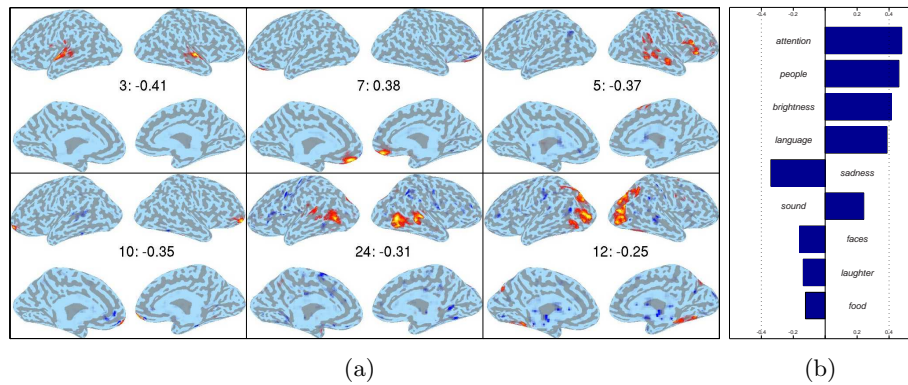 3: -0.41
7: 0.38
5: -0.37
10: -0.35
24: -0.31
12: -0.25
(a)
-0.4 -0.2 0 0.2 0.4
attention
people
brightness
language
sadness
sound
faces
laughter
food
-0.4 -0.2 0 0.2 0.4
(b)